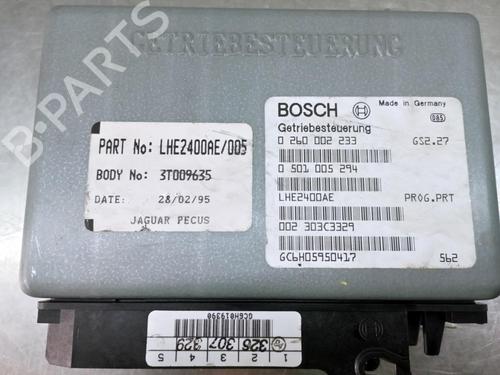 GETRIEBESTEUERUNG
B-PARTS
PART No: LHE2400AE/005
BODY No: 3T009635
DATE: 28/02/95
JAGUAR PECUS
BOSCH
Made in Germany
085
Getriebesteuerung
0 260 002 233 GS2.27
0 501 005 294
LHE2400AE PROG.PRT
002 303C3329
GC6H05950417 562
GC6H019390
1 2 3 4 5
326 307 329